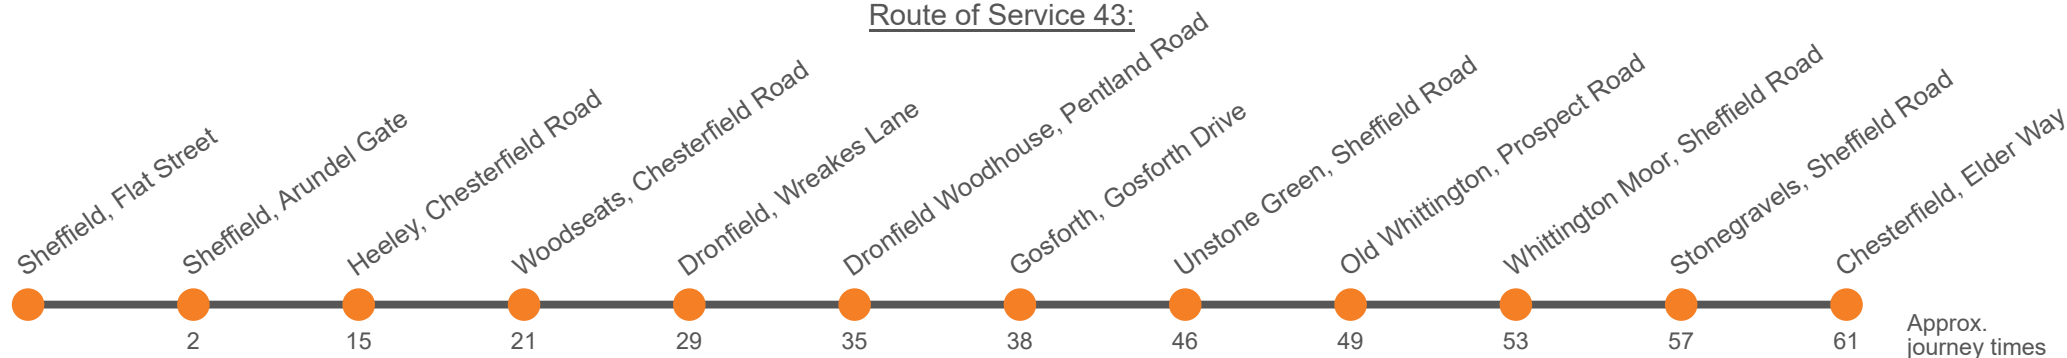 Route of Service 43:
Sheffield, Flat Street
Sheffield, Arundel Gate
Heeley, Chesterfield Road
Woodseats, Chesterfield Road
Dronfield, Wreakes Lane
Dronfield Woodhouse, Pentland Road
Gosforth, Gosforth Drive
Unstone Green, Sheffield Road
Old Whittington, Prospect Road
Whittington Moor, Sheffield Road
Stonegravels, Sheffield Road
Chesterfield, Elder Way
2 15 21 29 35 38 46 49 53 57 61
Approx.
journey times